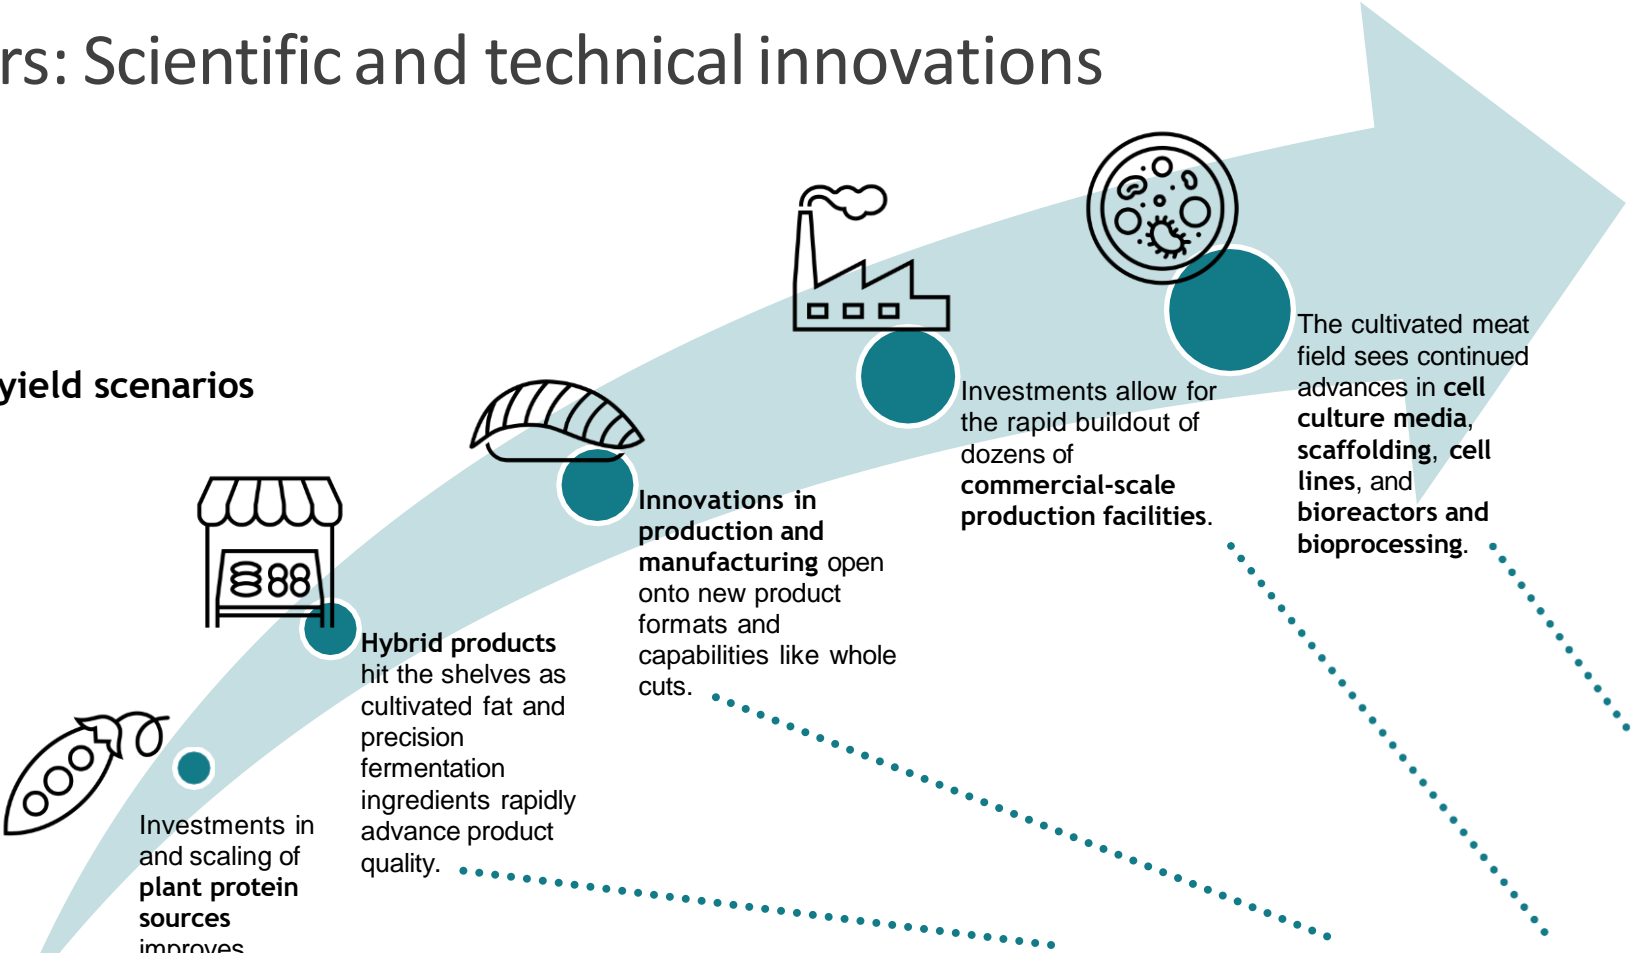 rs: Scientific and technical innovations
yield scenarios
Investments in
and scaling of
plant protein
sources
improves
Hybrid products
hit the shelves as
cultivated fat and
precision
fermentation
ingredients rapidly
advance product
quality.
Innovations in
production and
manufacturing open
onto new product
formats and
capabilities like whole
cuts.
Investments allow for
the rapid buildout of
dozens of
commercial-scale
production facilities.
The cultivated meat
field sees continued
advances in cell
culture media,
scaffolding, cell
lines, and
bioreactors and
bioprocessing.